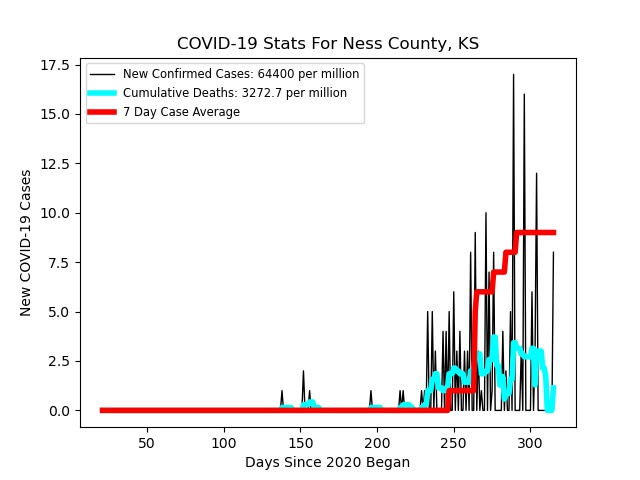 COVID-19 Stats For Ness County, KS
New Confirmed Cases: 64400 per million
Cumulative Deaths: 3272.7 per million
7 Day Case Average
New COVID-19 Cases
17.5
15.0
12.5
10.0
7.5
5.0
2.5
0.0
50 100 150 200 250 300
Days Since 2020 Began